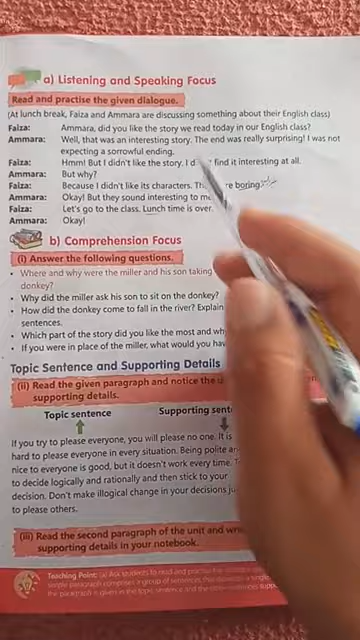 a) Listening and Speaking Focus
Read and practise the given dialogue.
(At lunch break, Faiza and Ammara are discussing something about their English class)
Faiza: Ammara, did you like the story we read today in our English class?
Ammara: Well, that was an interesting story. The end was really surprising! I was not
expecting a sorrowful ending.
Faiza: Hmm! But I didn't like the story. I find it interesting at all.
Ammara: But why?
Faiza: Because I didn't like its characters. boring
Ammara: Okay! But they sound interesting to
Faiza: Let's go to the class. Lunch time is over.
Ammara: Okay!
b) Comprehension Focus
(i) Answer the following questions.
• Where and why were the miller and his son taking
donkey?
• Why did the miller ask his son to sit on the donkey?
• How did the donkey come to fall in the river? Explain
sentences.
• Which part of the story did you like the most and
• If you were in place of the miller, what would you
Topic Sentence and Supporting Details
(ii) Read the given paragraph and notice the
supporting details.
Topic sentence Supporting
If you try to please everyone, you will please no one. It is
hard to please everyone in every situation. Being polite
nice to everyone is good, but it doesn't work every time.
to decide logically and rationally and then stick to your
decision. Don't make illogical change in your decisions
to please others.
(iii) Read the second paragraph of the unit and
supporting details in your notebook.
Teaching Point: (a) Ask students to read and practise the